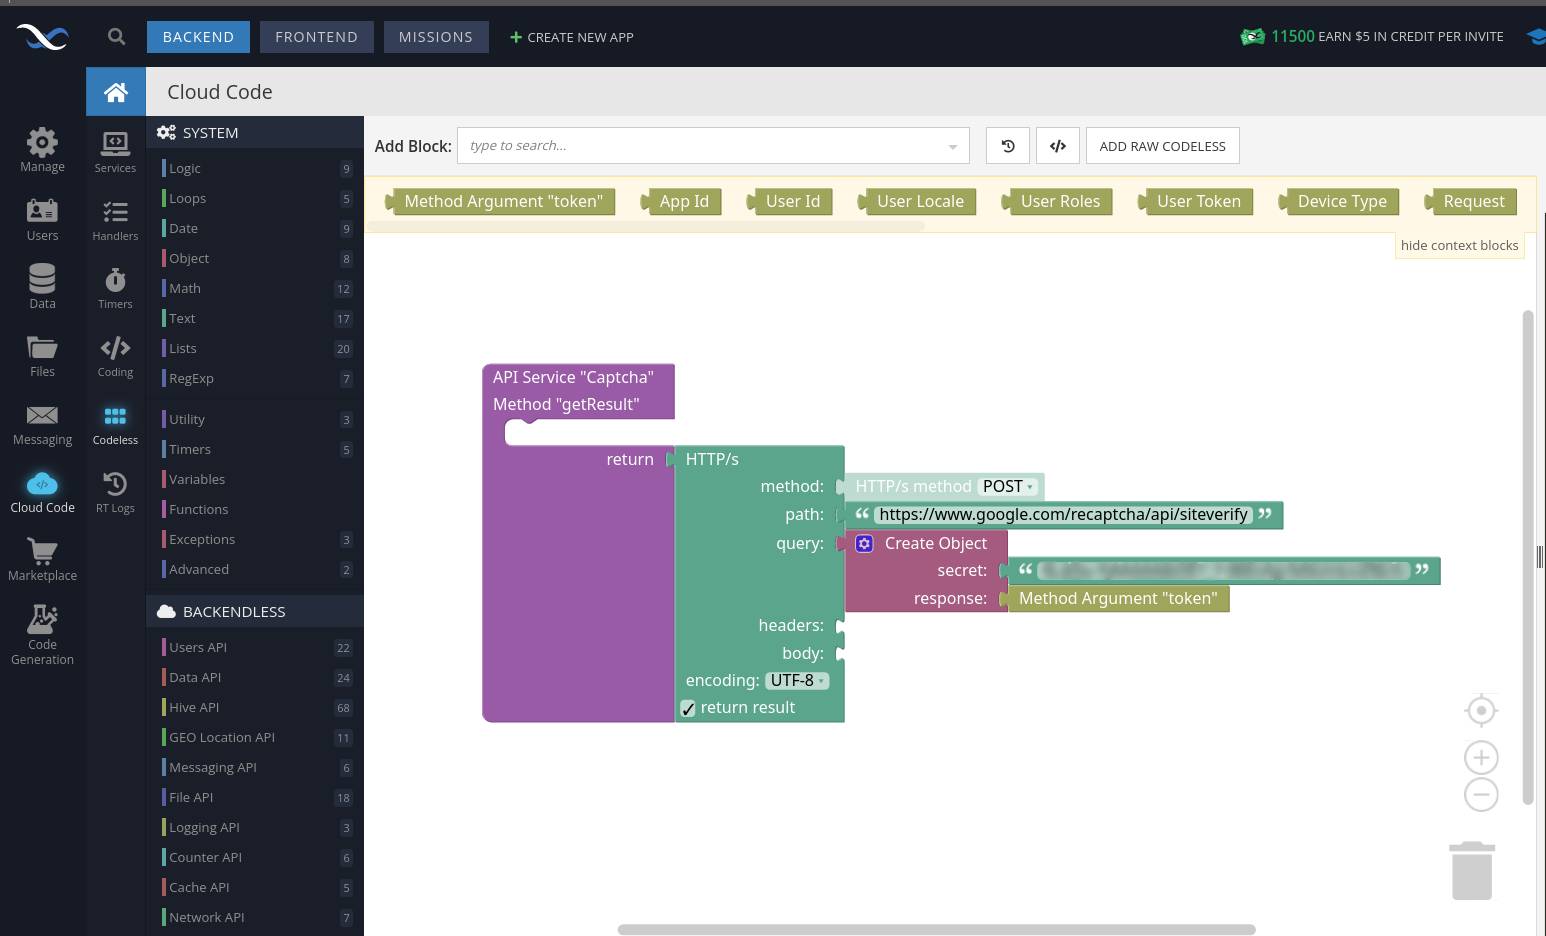 BACKEND
FRONTEND
MISSIONS
CREATE NEW APP
11500 EARN $5 IN CREDIT PER INVITE
Cloud Code
Manage
Users
Data
Files
Messaging
Cloud Code
Marketplace
Code
Generation
Services
Handlers
Timers
Coding
Codeless
RT Logs
SYSTEM
Logic 9
Loops 5
Date 9
Object 8
Math 12
Text 17
Lists 20
RegExp 7
Utility 3
Timers 5
Variables
Functions
Exceptions 3
Advanced 2
BACKENDLESS
Users API 22
Data API 24
Hive API 68
GEO Location API 11
Messaging API 6
File API 18
Logging API 3
Counter API 6
Cache API 5
Network API 7
Add Block: type to search... ADD RAW CODELESS
Method Argument "token" App Id User Id User Locale User Roles User Token Device Type Request
hide context blocks
API Service "Captcha"
Method "getResult"
return HTTP/s
method: HTTP/s method POST
path: “ https://www.google.com/recaptcha/api/siteverify ”
query: Create Object
secret: “ ”
response: Method Argument "token"
headers:
body:
encoding: UTF-8
✓ return result